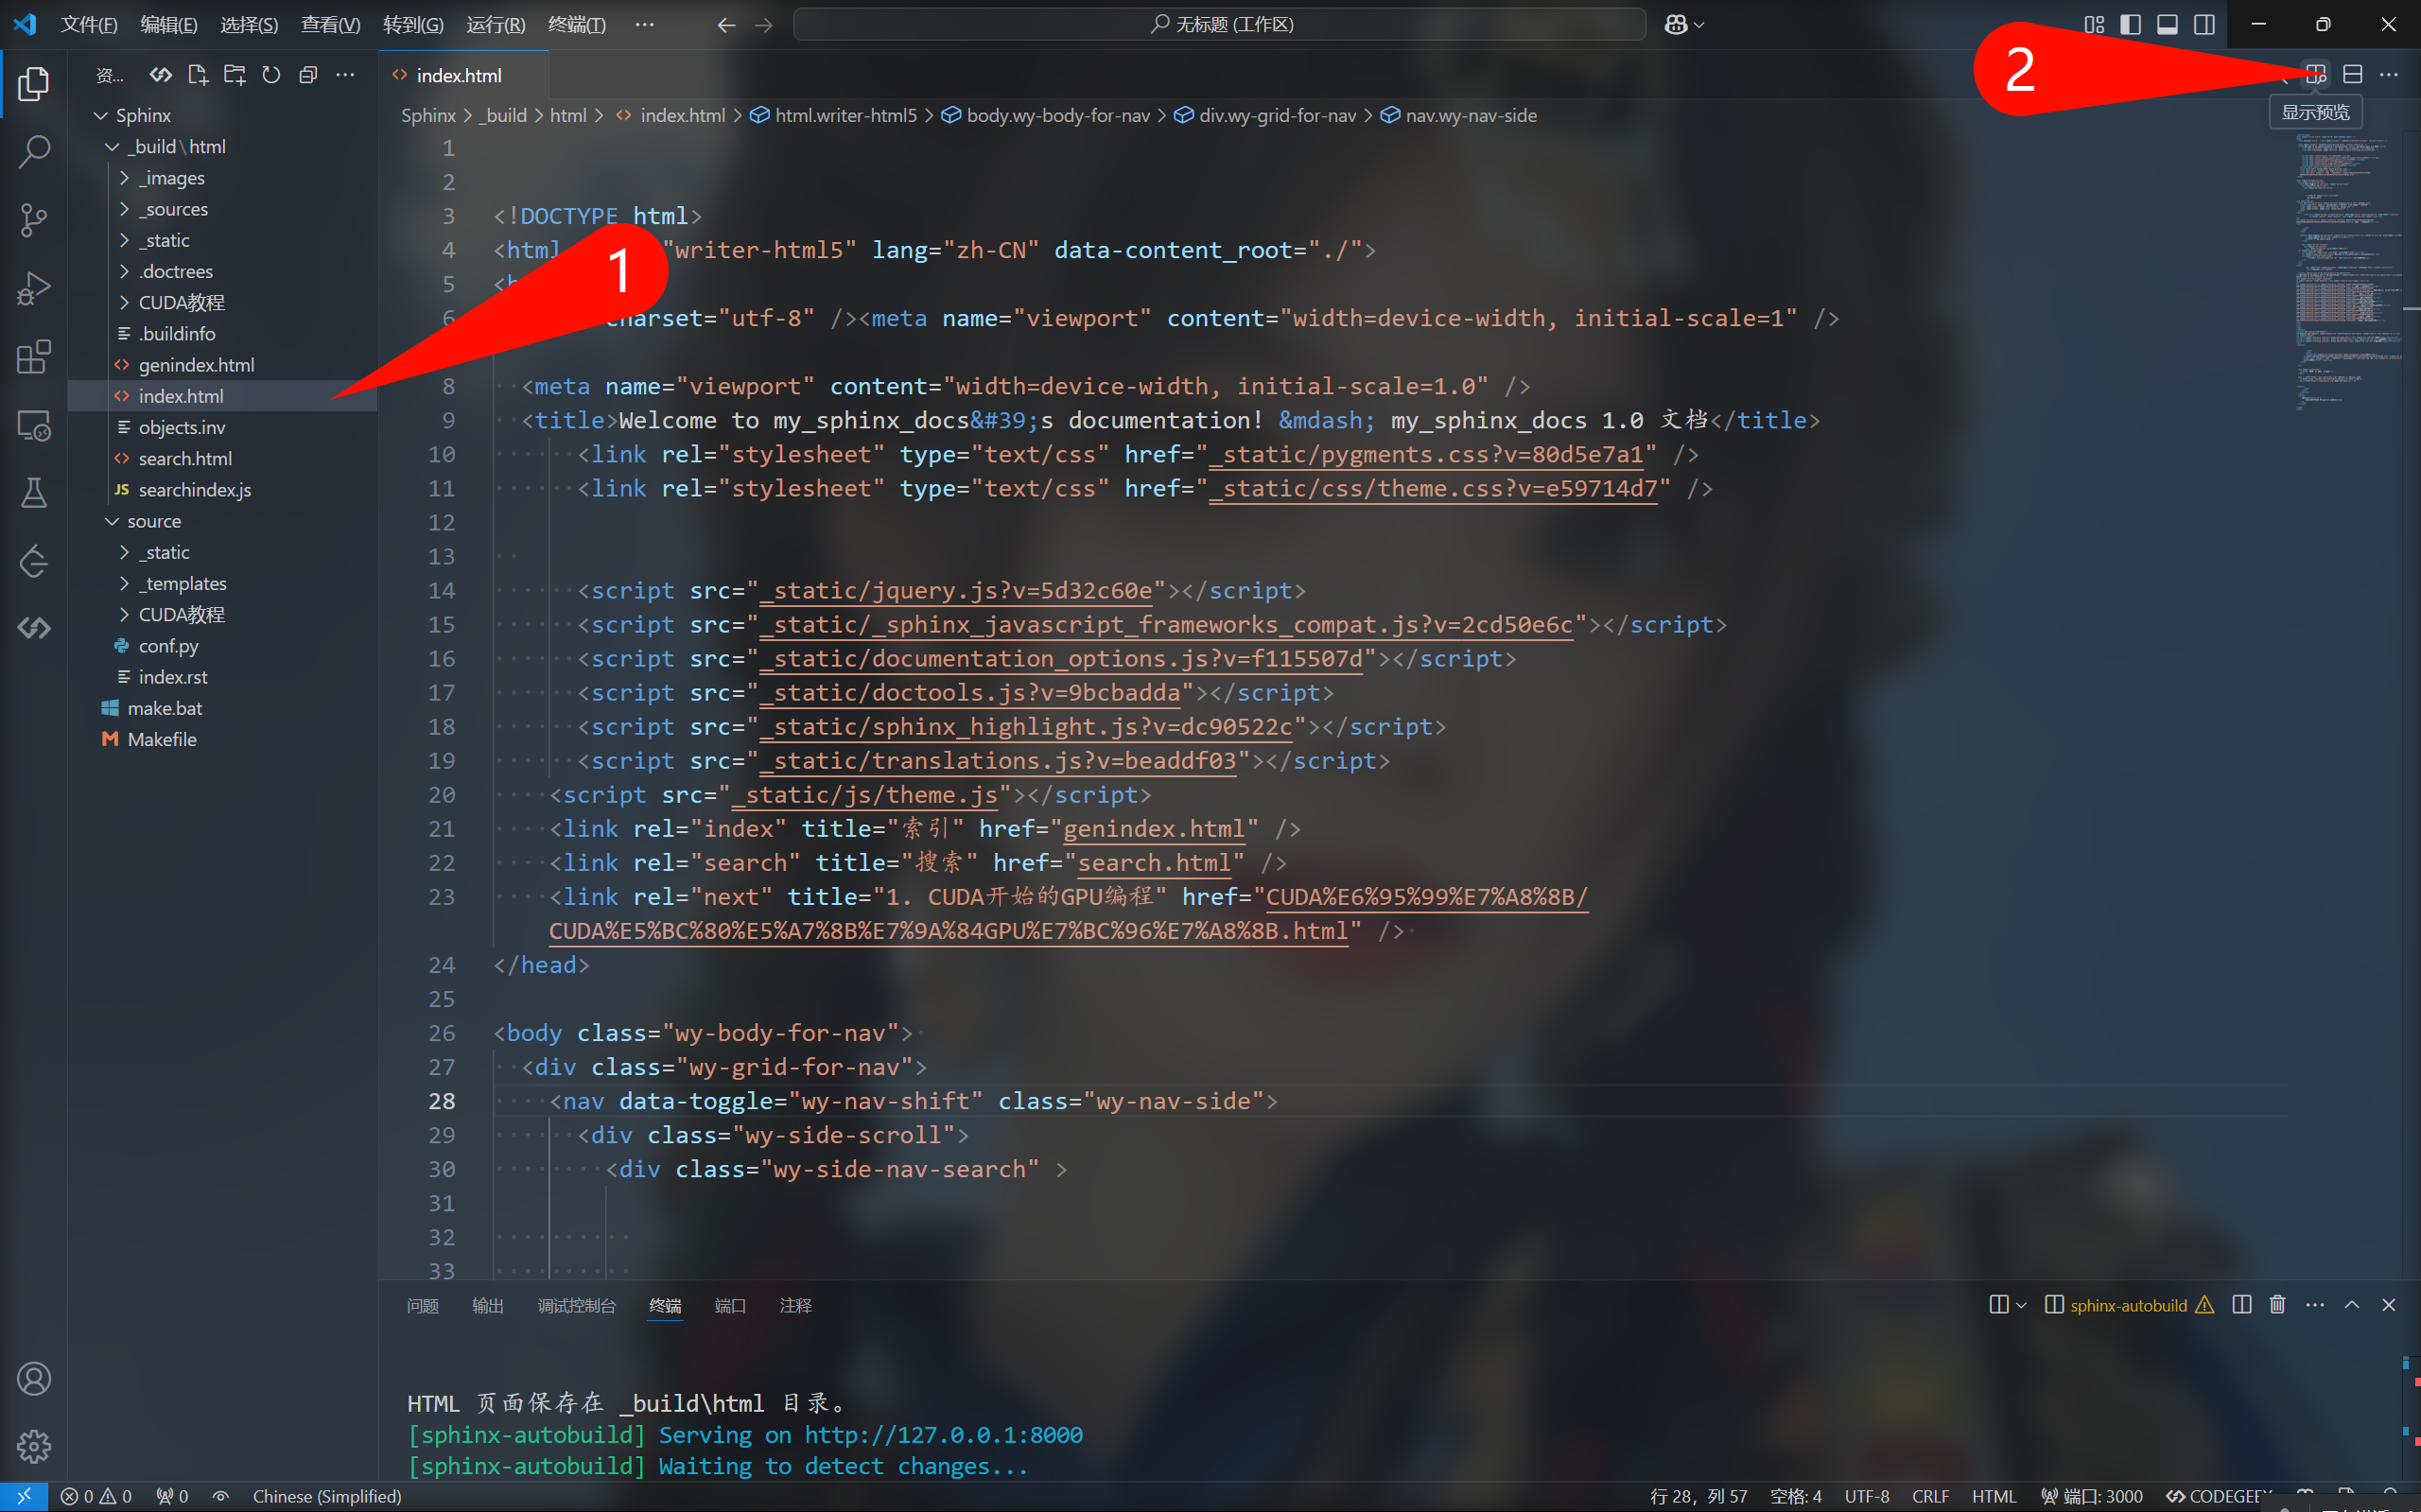 文件(F) 编辑(E) 选择(S) 查看(V) 转到(G) 运行(R) 终端(T) ··· 无标题 (工作区)
资... index.html
2
显示预览
Sphinx > _build > html > index.html > html.writer-html5 > body.wy-body-for-nav > div.wy-grid-for-nav > nav.wy-nav-side
Sphinx
_build\html
_images
_sources
_static
.doctrees
CUDA教程
.buildinfo
genindex.html
index.html
objects.inv
search.html
searchindex.js
source
_static
_templates
CUDA教程
conf.py
index.rst
make.bat
Makefile
1
1
2
3 <!DOCTYPE html>
4 <html "writer-html5" lang="zh-CN" data-content_root="./">
5 <h
6 charset="utf-8" /><meta name="viewport" content="width=device-width, initial-scale=1" />
8 <meta name="viewport" content="width=device-width, initial-scale=1.0" />
9 <title>Welcome to my_sphinx_docs&#39;s documentation! &mdash; my_sphinx_docs 1.0 文档</title>
10 <link rel="stylesheet" type="text/css" href="_static/pygments.css?v=80d5e7a1" />
11 <link rel="stylesheet" type="text/css" href="_static/css/theme.css?v=e59714d7" />
12
13
14 <script src="_static/jquery.js?v=5d32c60e"></script>
15 <script src="_static/_sphinx_javascript_frameworks_compat.js?v=2cd50e6c"></script>
16 <script src="_static/documentation_options.js?v=f115507d"></script>
17 <script src="_static/doctools.js?v=9bcbadda"></script>
18 <script src="_static/sphinx_highlight.js?v=dc90522c"></script>
19 <script src="_static/translations.js?v=beaddf03"></script>
20 <script src="_static/js/theme.js"></script>
21 <link rel="index" title="索引" href="genindex.html" />
22 <link rel="search" title="搜索" href="search.html" />
23 <link rel="next" title="1. CUDA开始的GPU编程" href="CUDA%E6%95%99%E7%A8%8B/
CUDA%E5%BC%80%E5%A7%8B%E7%9A%84GPU%E7%BC%96%E7%A8%8B.html" />
24 </head>
25
26 <body class="wy-body-for-nav">
27 <div class="wy-grid-for-nav">
28 <nav data-toggle="wy-nav-shift" class="wy-nav-side">
29 <div class="wy-side-scroll">
30 <div class="wy-side-nav-search" >
31
32
33
问题 输出 调试控制台 终端 端口 注释 sphinx-autobuild
HTML 页面保存在 _build\html 目录。
[sphinx-autobuild] Serving on http://127.0.0.1:8000
[sphinx-autobuild] Waiting to detect changes...
0 0 0 Chinese (Simplified) 行 28，列 57 空格: 4 UTF-8 CRLF HTML 端口: 3000